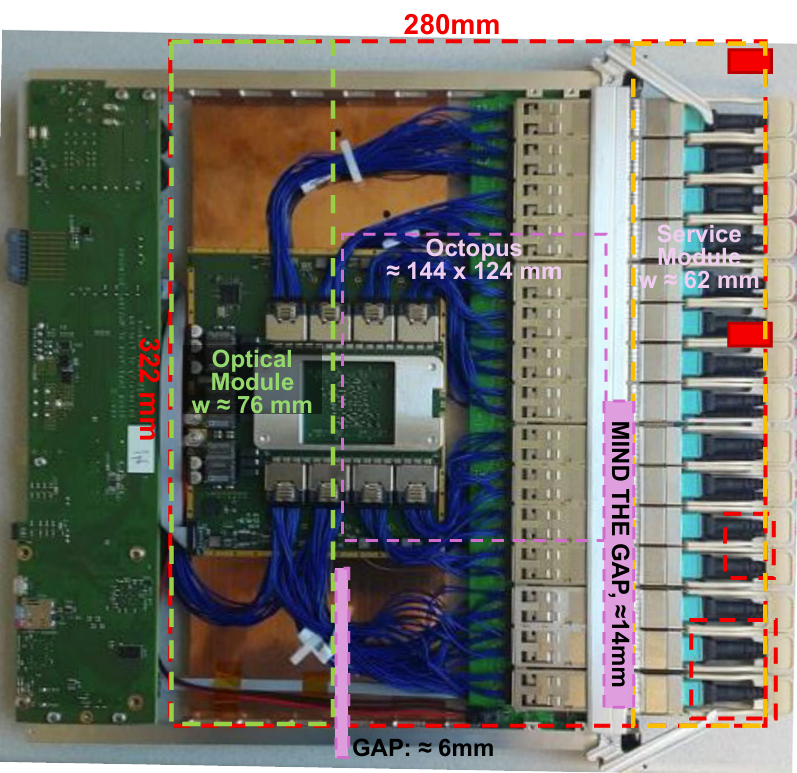 280mm
Octopus
≈ 144 x 124 mm
Service
Module
w ≈ 62 mm
322 mm
Optical
Module
w ≈ 76 mm
MIND THE GAP, ≈14mm
GAP: ≈ 6mm